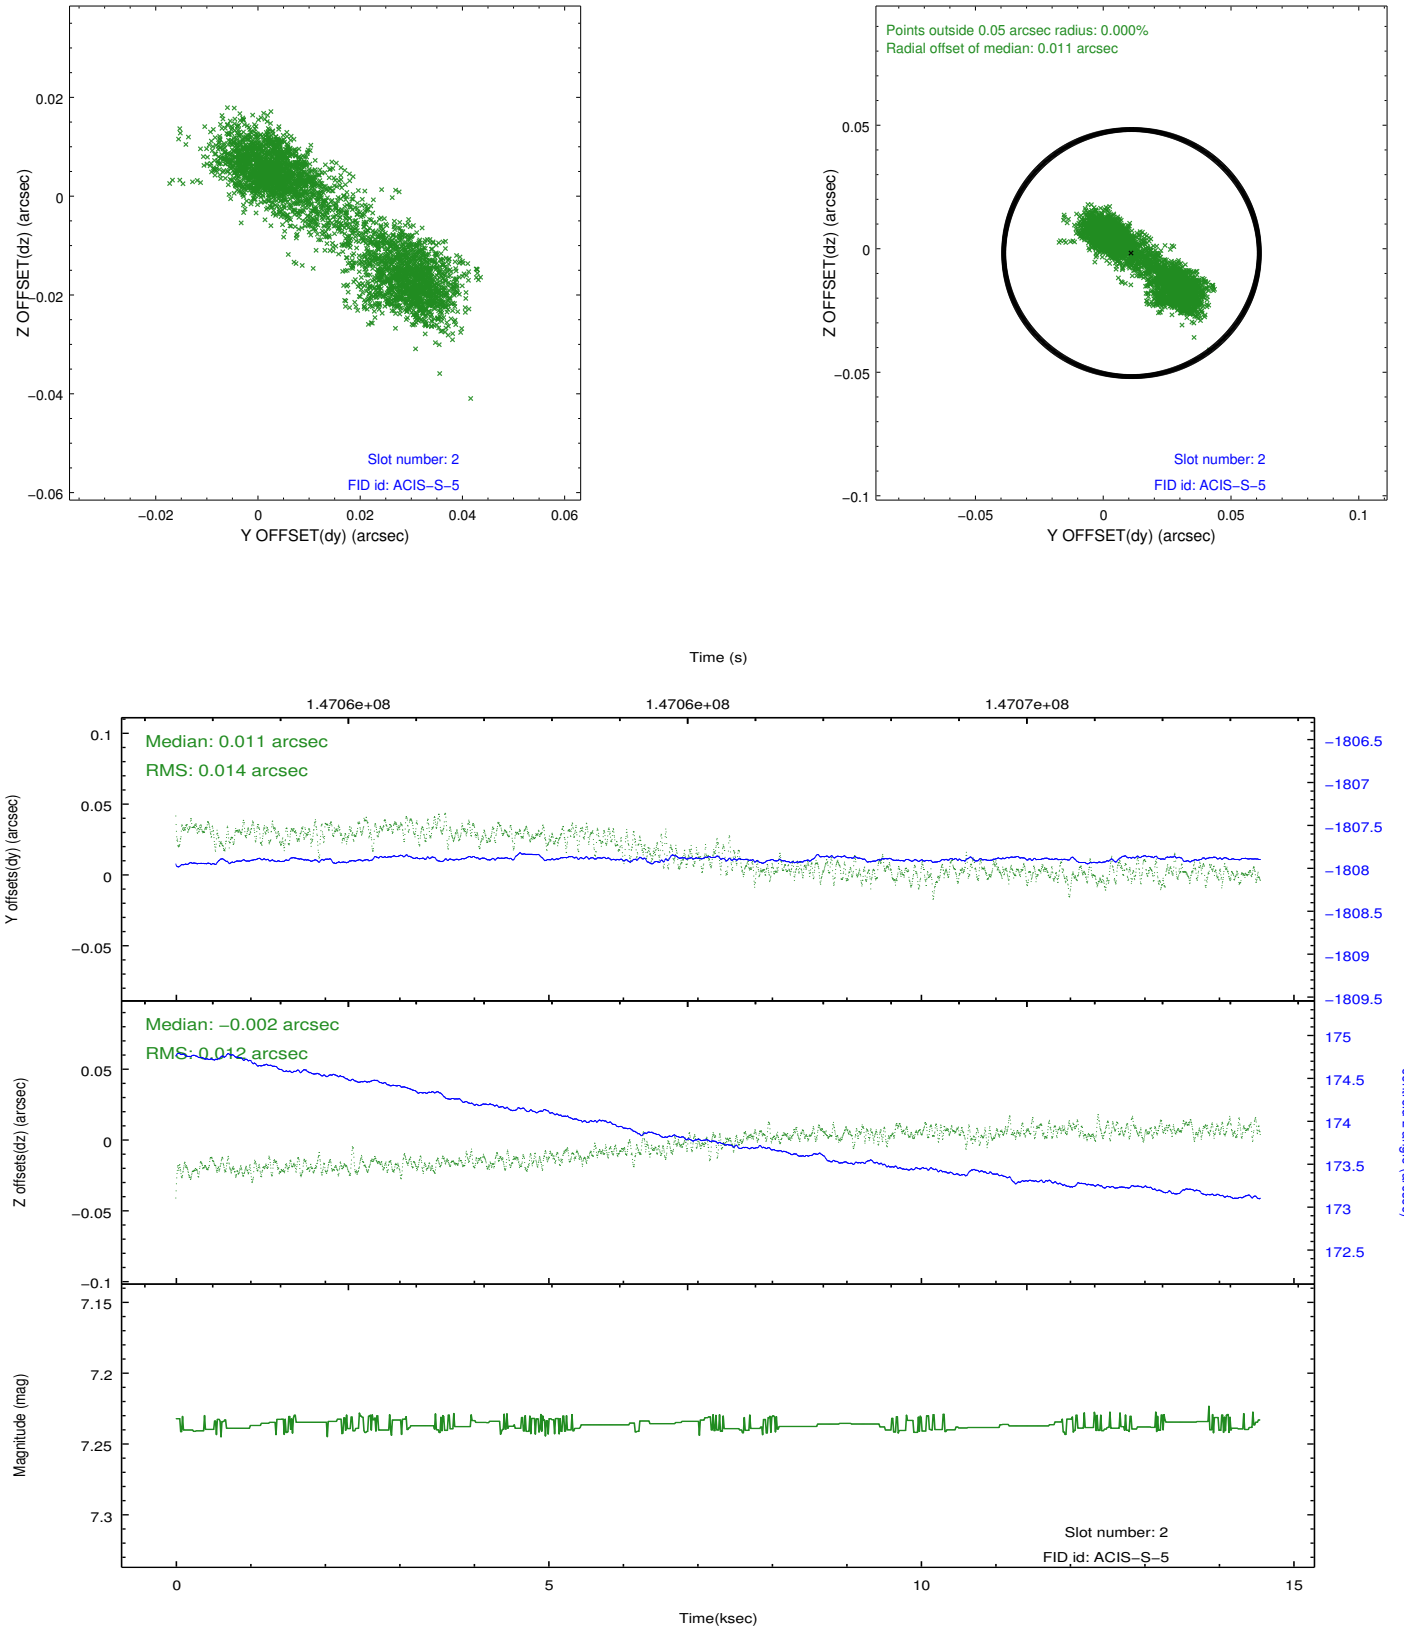 0.02
0
−0.02
−0.04
−0.06
Z OFFSET(dz) (arcsec)
Slot number: 2
FID id: ACIS−S−5
−0.02
0
0.02
0.04
0.06
Y OFFSET(dy) (arcsec)
Points outside 0.05 arcsec radius: 0.000%
Radial offset of median: 0.011 arcsec
0.05
0
−0.05
−0.1
Z OFFSET(dz) (arcsec)
Slot number: 2
FID id: ACIS−S−5
−0.05
0
0.05
0.1
Y OFFSET(dy) (arcsec)
Time (s)
1.4706e+08
1.4706e+08
1.4707e+08
Median: 0.011 arcsec
RMS: 0.014 arcsec
0.1
0.05
0
−0.05
Y offsets(dy) (arcsec)
−1806.5
−1807
−1807.5
−1808
−1808.5
−1809
−1809.5
Median: −0.002 arcsec
RMS: 0.012 arcsec
0.05
0
−0.05
−0.1
Z offsets(dz) (arcsec)
175
174.5
174
173.5
173
172.5
7.15
7.2
7.25
7.3
Magnitude (mag)
Slot number: 2
FID id: ACIS−S−5
0
5
10
15
Time(ksec)